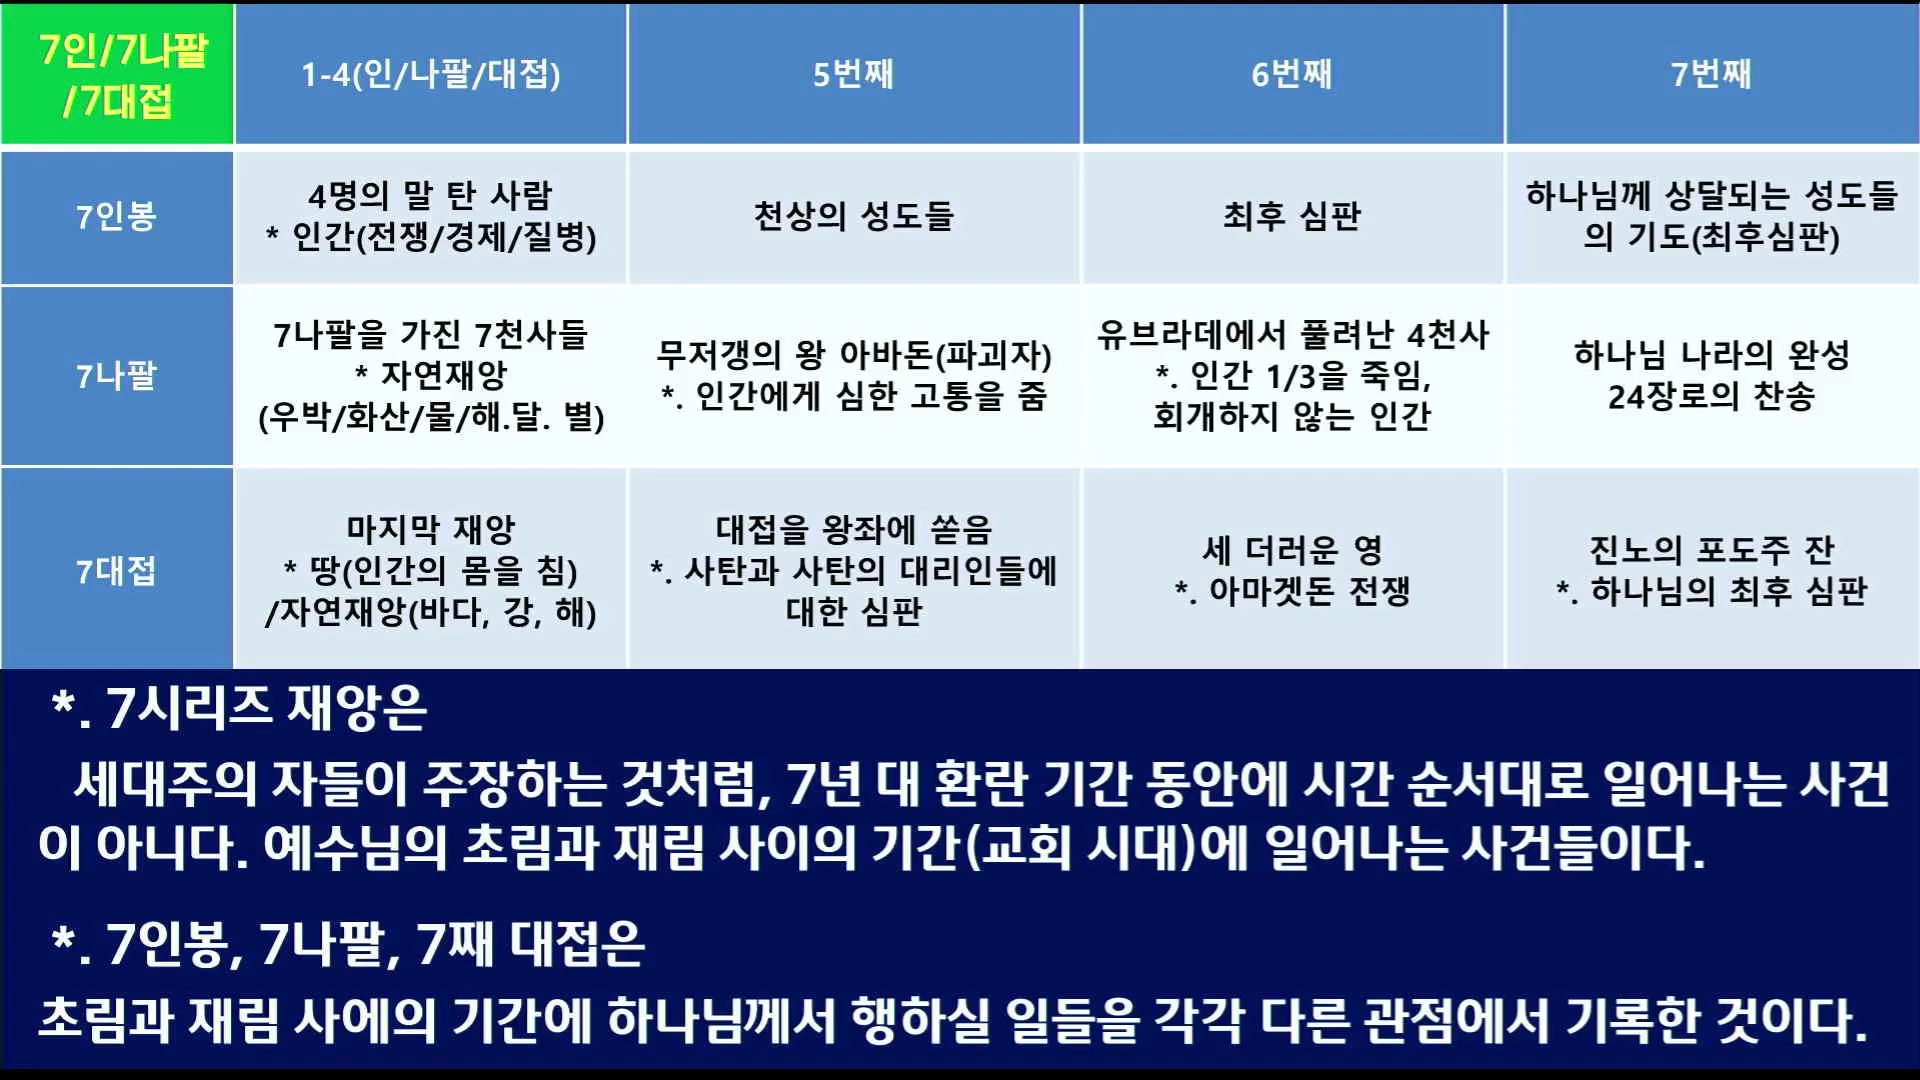 7인/7나팔
/7대접
1-4(인/나팔/대접)
5번째
6번째
7번째
7인봉
4명의 말 탄 사람
* 인간(전쟁/경제/질병)
천상의 성도들
최후 심판
하나님께 상달되는 성도들
의 기도(최후심판)
7나팔
7나팔을 가진 7천사들
* 자연재앙
(우박/화산/물/해.달. 별)
무저갱의 왕 아바돈(파괴자)
*. 인간에게 심한 고통을 줌
유브라데에서 풀려난 4천사
*. 인간 1/3을 죽임,
회개하지 않는 인간
하나님 나라의 완성
24장로의 찬송
7대접
마지막 재앙
* 땅(인간의 몸을 침)
/자연재앙(바다, 강, 해)
대접을 왕좌에 쏟음
*. 사탄과 사탄의 대리인들에
대한 심판
세 더러운 영
*. 아마겟돈 전쟁
진노의 포도주 잔
*. 하나님의 최후 심판
*. 7시리즈 재앙은
세대주의 자들이 주장하는 것처럼, 7년 대 환란 기간 동안에 시간 순서대로 일어나는 사건
이 아니다. 예수님의 초림과 재림 사이의 기간(교회 시대)에 일어나는 사건들이다.
*. 7인봉, 7나팔, 7째 대접은
초림과 재림 사에의 기간에 하나님께서 행하실 일들을 각각 다른 관점에서 기록한 것이다.